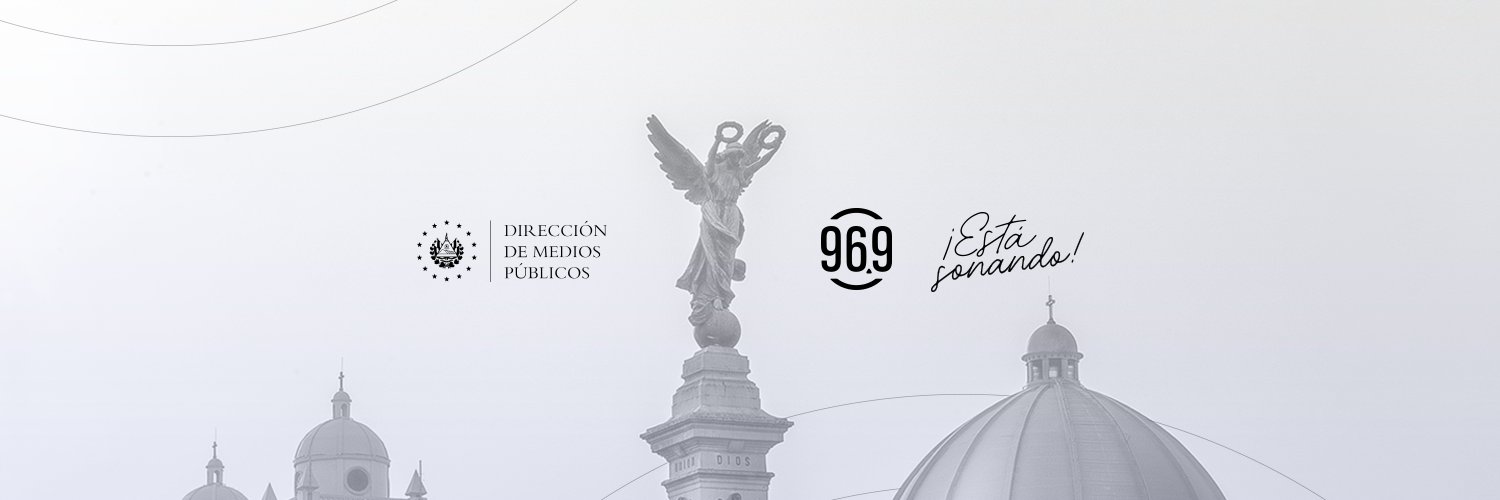 DIRECCIÓN
DE MEDIOS
PÚBLICOS
96.9
¡Está
sonando!
DIOS